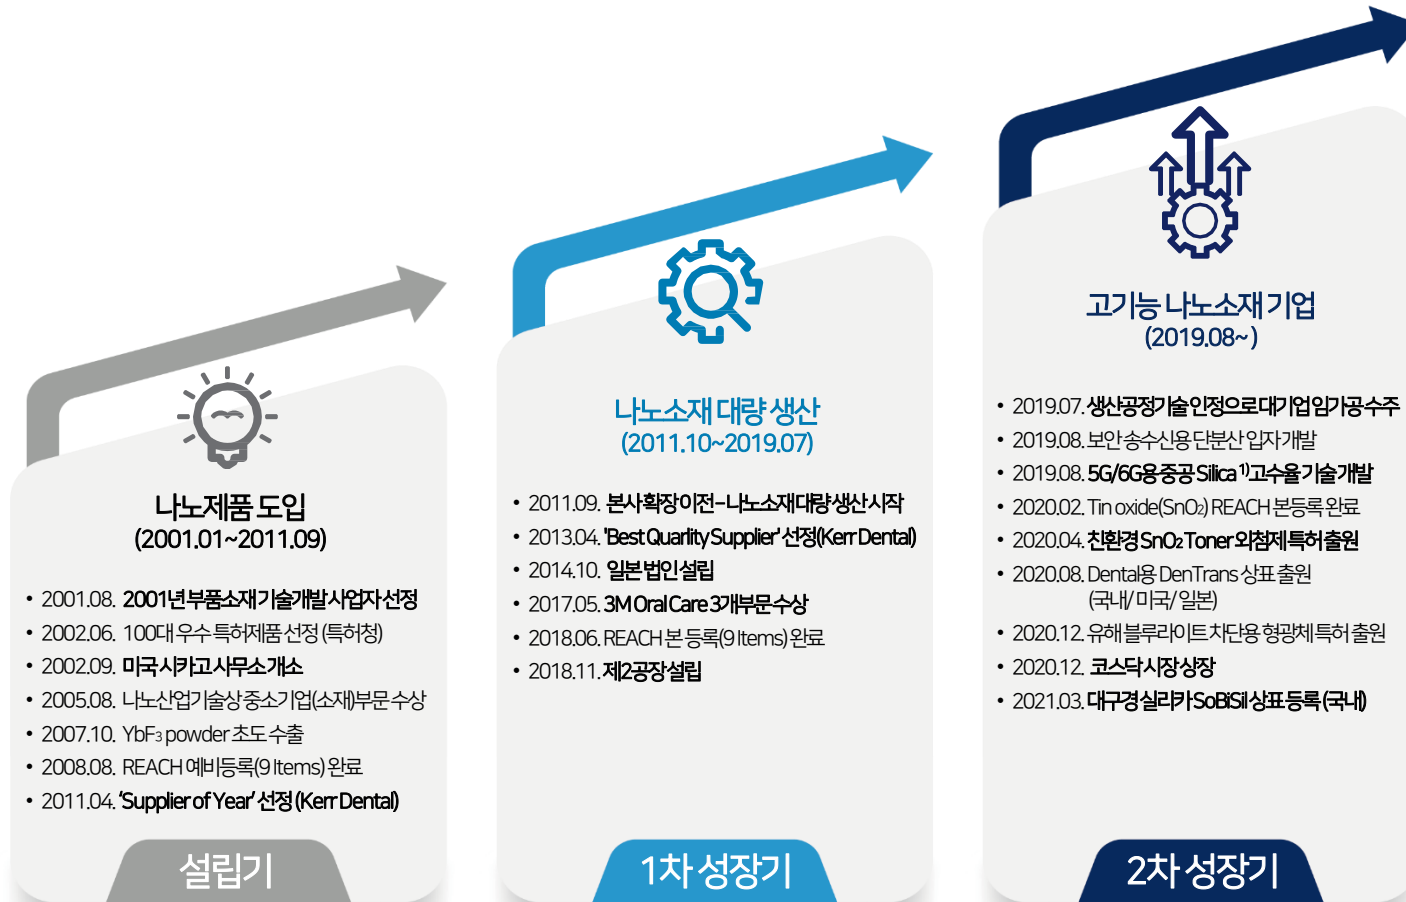 나노제품 도입
(2001.01~2011.09)
• 2001.08. 2001년 부품소재 기술개발 사업자 선정
• 2002.06. 100대 우수 특허제품 선정 (특허청)
• 2002.09. 미국 시카고 사무소 개소
• 2005.08. 나노산업기술상 중소기업(소재)부문 수상
• 2007.10. YbF₃ powder 초도 수출
• 2008.08. REACH 예비등록(9 Items) 완료
• 2011.04. ‘Supplier of Year’ 선정 (Kerr Dental)
설립기
나노소재 대량 생산
(2011.10~2019.07)
• 2011.09. 본사 확장 이전 – 나노소재 대량 생산 시작
• 2013.04. 'Best Quarlity Supplier' 선정(Kerr Dental)
• 2014.10. 일본 법인 설립
• 2017.05. 3M Oral Care 3개부문 수상
• 2018.06. REACH 본 등록(9 Items) 완료
• 2018.11. 제2공장 설립
1차 성장기
고기능 나노소재 기업
(2019.08~ )
• 2019.07. 생산공정기술 인정으로 대기업 임가공 수주
• 2019.08. 보안 송수신용 단분산 입자 개발
• 2019.08. 5G/6G용 중공 Silica ¹⁾고수율 기술 개발
• 2020.02. Tin oxide(SnO₂) REACH 본등록 완료
• 2020.04. 친환경 SnO₂ Toner 외첨제 특허 출원
• 2020.08. Dental용 DenTrans 상표 출원
(국내/ 미국/ 일본)
• 2020.12. 유해 블루라이트 차단용 형광체 특허 출원
• 2020.12. 코스닥 시장 상장
• 2021.03. 대구경 실리카 SoBiSil 상표 등록 (국내)
2차 성장기